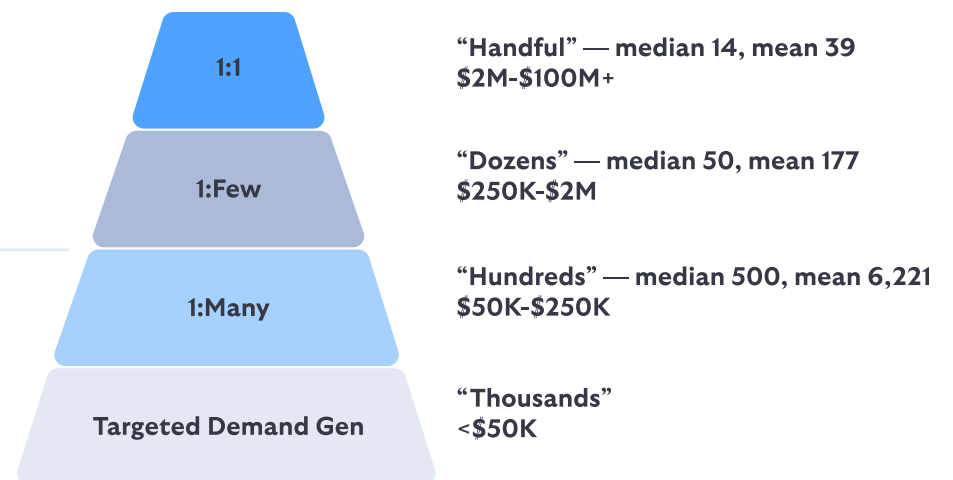 1:1
“Handful” — median 14, mean 39
$2M-$100M+
1:Few
“Dozens” — median 50, mean 177
$250K-$2M
1:Many
“Hundreds” — median 500, mean 6,221
$50K-$250K
Targeted Demand Gen
“Thousands”
<$50K